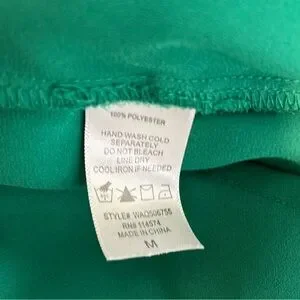 100% POLYESTER
HAND WASH COLD
SEPARATELY
DO NOT BLEACH
LINE DRY
COOL IRON IF NEEDED
STYLE# WAQS06755
RN# 114574
MADE IN CHINA
M